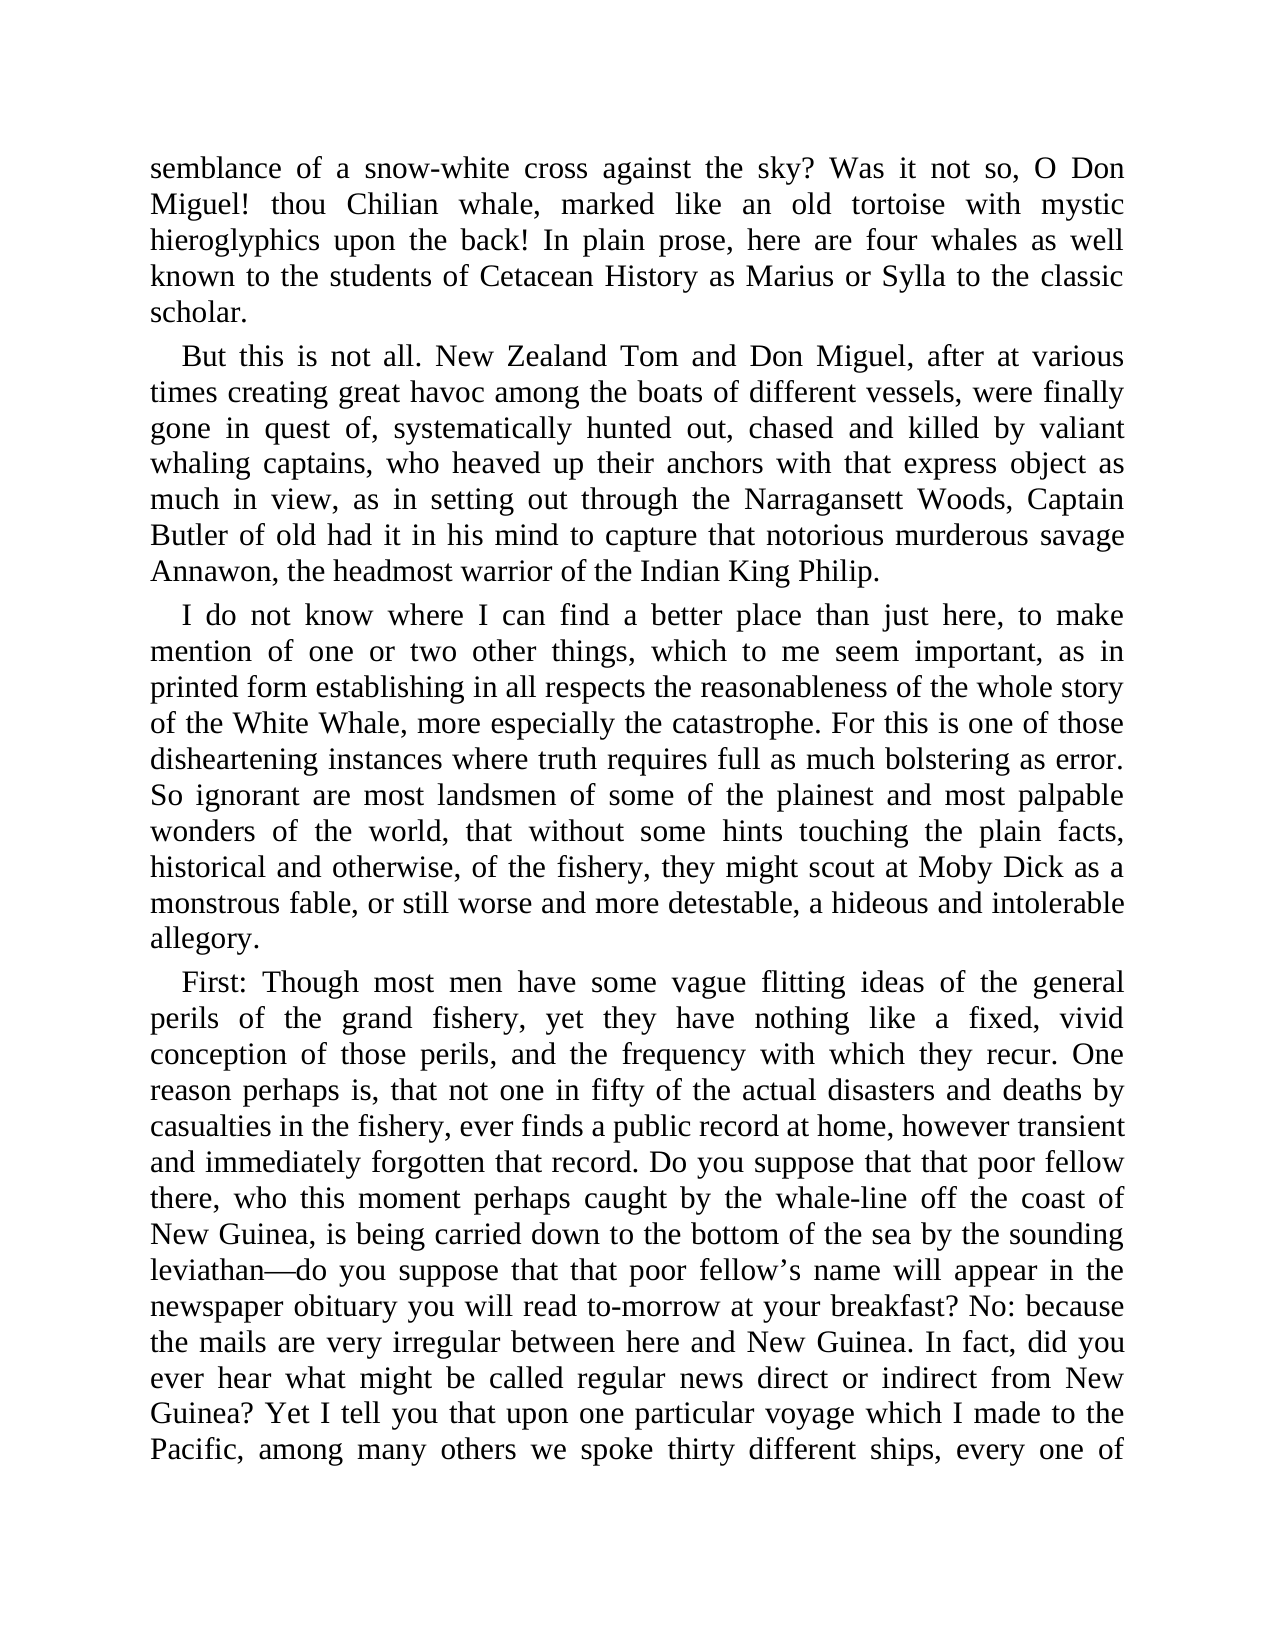 semblance of a snow-white cross against the sky? Was it not so, O Don
Miguel! thou Chilian whale, marked like an old tortoise with mystic
hieroglyphics upon the back! In plain prose, here are four whales as well
known to the students of Cetacean History as Marius or Sylla to the classic
scholar.
But this is not all. New Zealand Tom and Don Miguel, after at various
times creating great havoc among the boats of different vessels, were finally
gone in quest of, systematically hunted out, chased and killed by valiant
whaling captains, who heaved up their anchors with that express object as
much in view, as in setting out through the Narragansett Woods, Captain
Butler of old had it in his mind to capture that notorious murderous savage
Annawon, the headmost warrior of the Indian King Philip.
I do not know where I can find a better place than just here, to make
mention of one or two other things, which to me seem important, as in
printed form establishing in all respects the reasonableness of the whole story
of the White Whale, more especially the catastrophe. For this is one of those
disheartening instances where truth requires full as much bolstering as error.
So ignorant are most landsmen of some of the plainest and most palpable
wonders of the world, that without some hints touching the plain facts,
historical and otherwise, of the fishery, they might scout at Moby Dick as a
monstrous fable, or still worse and more detestable, a hideous and intolerable
allegory.
First: Though most men have some vague flitting ideas of the general
perils of the grand fishery, yet they have nothing like a fixed, vivid
conception of those perils, and the frequency with which they recur. One
reason perhaps is, that not one in fifty of the actual disasters and deaths by
casualties in the fishery, ever finds a public record at home, however transient
and immediately forgotten that record. Do you suppose that that poor fellow
there, who this moment perhaps caught by the whale-line off the coast of
New Guinea, is being carried down to the bottom of the sea by the sounding
leviathan—do you suppose that that poor fellow’s name will appear in the
newspaper obituary you will read to-morrow at your breakfast? No: because
the mails are very irregular between here and New Guinea. In fact, did you
ever hear what might be called regular news direct or indirect from New
Guinea? Yet I tell you that upon one particular voyage which I made to the
Pacific, among many others we spoke thirty different ships, every one of